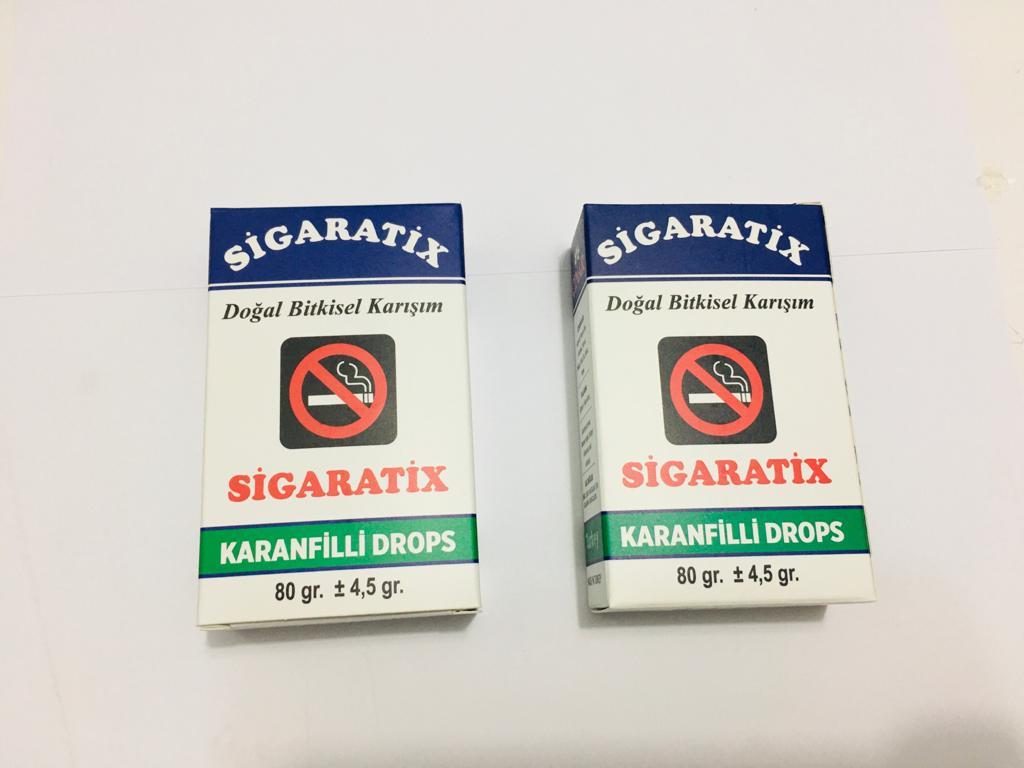 SİGARATİX
Doğal Bitkisel Karışım
SİGARATİX
KARANFİLLİ DROPS
80 gr. ± 4,5 gr.
SİGARATİX
Doğal Bitkisel Karışım
SİGARATİX
KARANFİLLİ DROPS
80 gr. ± 4,5 gr.
Turkey